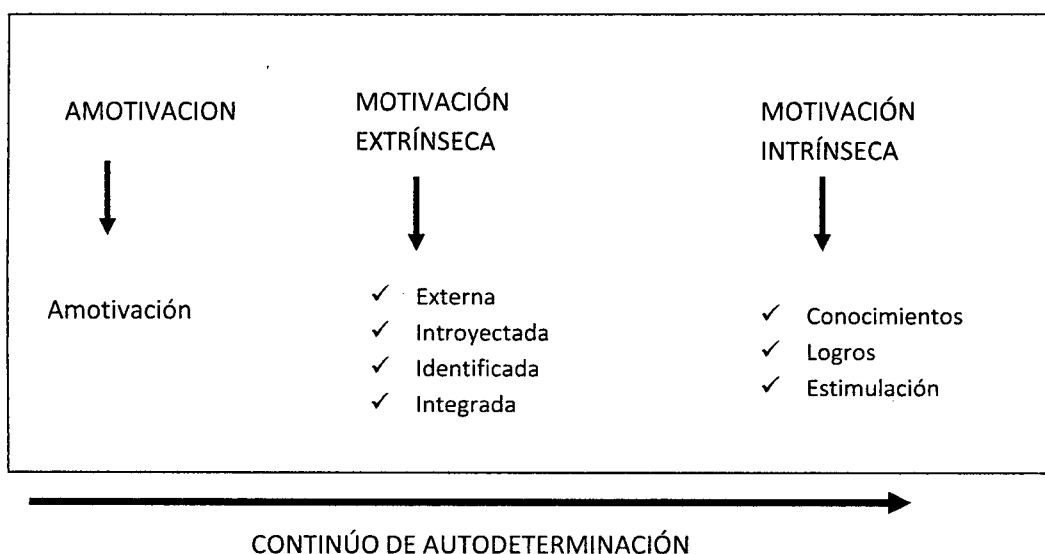 AMOTIVACION
MOTIVACIÓN
EXTRÍNSECA
MOTIVACIÓN
INTRÍNSECA
Amotivación
✓ Externa
✓ Introyectada
✓ Identificada
✓ Integrada
✓ Conocimientos
✓ Logros
✓ Estimulación
CONTINÚO DE AUTODETERMINACIÓN